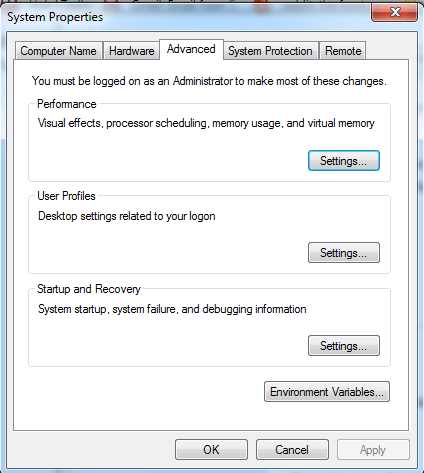 System Properties
Computer Name Hardware Advanced System Protection Remote
You must be logged on as an Administrator to make most of these changes.
Performance
Visual effects, processor scheduling, memory usage, and virtual memory
Settings...
User Profiles
Desktop settings related to your logon
Settings...
Startup and Recovery
System startup, system failure, and debugging information
Settings...
Environment Variables...
OK Cancel Apply